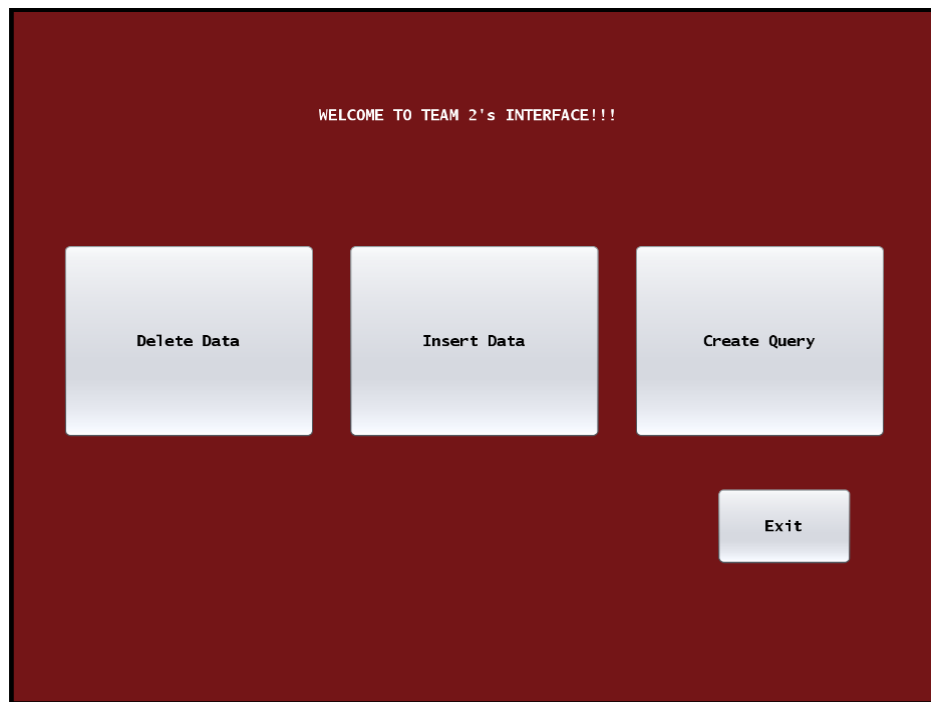 WELCOME TO TEAM 2's INTERFACE!!!
Delete Data
Insert Data
Create Query
Exit